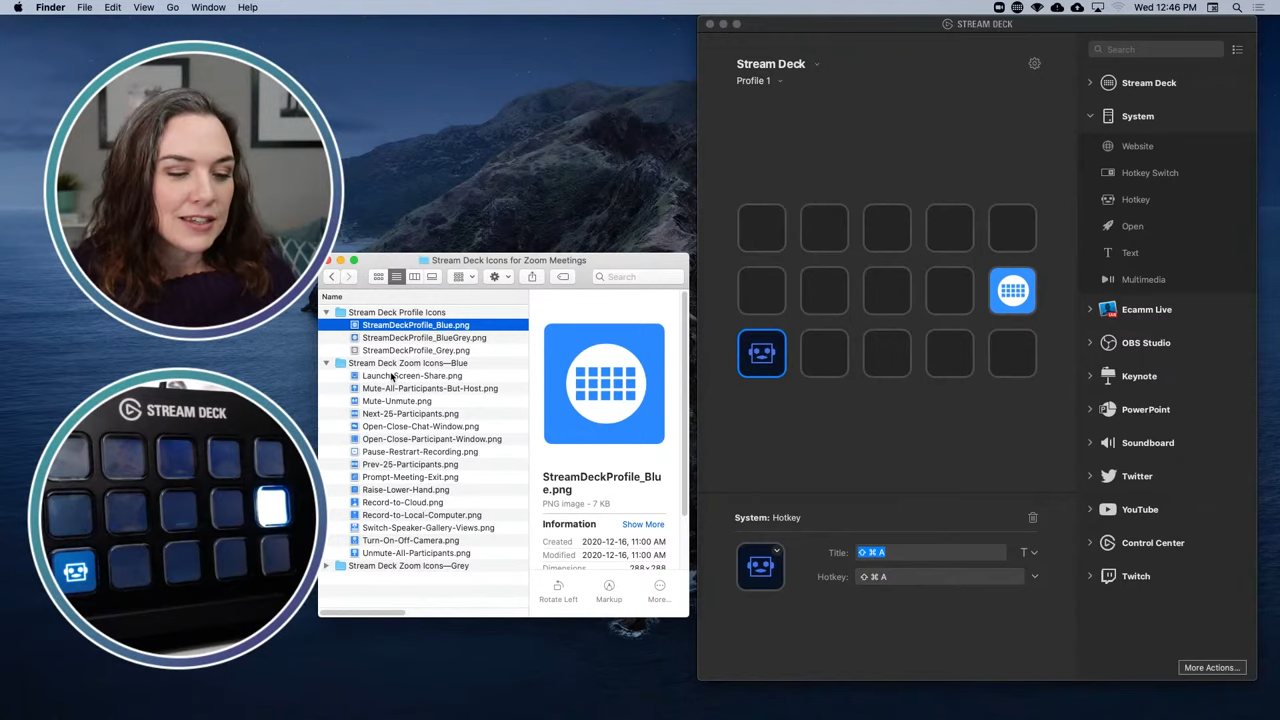 Finder File Edit View Go Window Help
Wed 12:46 PM
STREAM DECK
Stream Deck Icons for Zoom Meetings
Search
Name
Stream Deck Profile Icons
StreamDeckProfile_Blue.png
StreamDeckProfile_BlueGrey.png
StreamDeckProfile_Grey.png
Stream Deck Zoom Icons—Blue
Launch-Screen-Share.png
Mute-All-Participants-But-Host.png
Mute-Unmute.png
Next-25-Participants.png
Open-Close-Chat-Window.png
Open-Close-Participant-Window.png
Pause-Restrart-Recording.png
Prev-25-Participants.png
Prompt-Meeting-Exit.png
Raise-Lower-Hand.png
Record-to-Cloud.png
Record-to-Local-Computer.png
Switch-Speaker-Gallery-Views.png
Turn-On-Off-Camera.png
Unmute-All-Participants.png
Stream Deck Zoom Icons—Grey
StreamDeckProfile_Blu
e.png
PNG image - 7 KB
Information Show More
Created 2020-12-16, 11:00 AM
Modified 2020-12-16, 11:00 AM
Dimensions 288×288
Rotate Left Markup More...
STREAM DECK
Stream Deck
Profile 1
System: Hotkey
Title: ⇧ ⌘ A
T
Hotkey: ⇧ ⌘ A
Search
Stream Deck
System
Website
Hotkey Switch
Hotkey
Open
T Text
Multimedia
Ecamm Live
OBS Studio
Keynote
PowerPoint
Soundboard
Twitter
YouTube
Control Center
Twitch
More Actions...